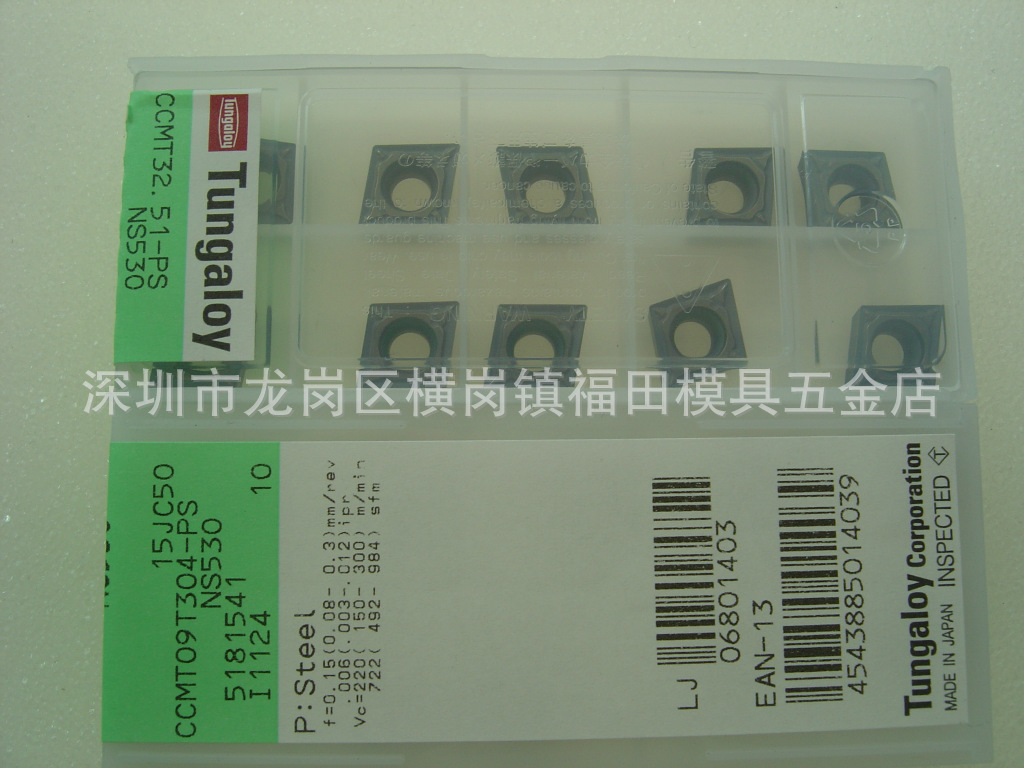 Tungaloy
Tungaloy
CCMT32. 51-PS
NS530
深圳市龙岗区横岗镇福田模具五金店
15JC50
CCMT09T304-PS
NS530
5181541
I1124 10
P:Steel
f=0.15(0.08- 0.3)mm/rev
.006(.003-.012)ipr
Vc=220( 150- 300) m/min
722( 492- 984) sfm
LJ
06801403
EAN-13
4543885014039
Tungaloy Corporation
MADE IN JAPAN INSPECTED